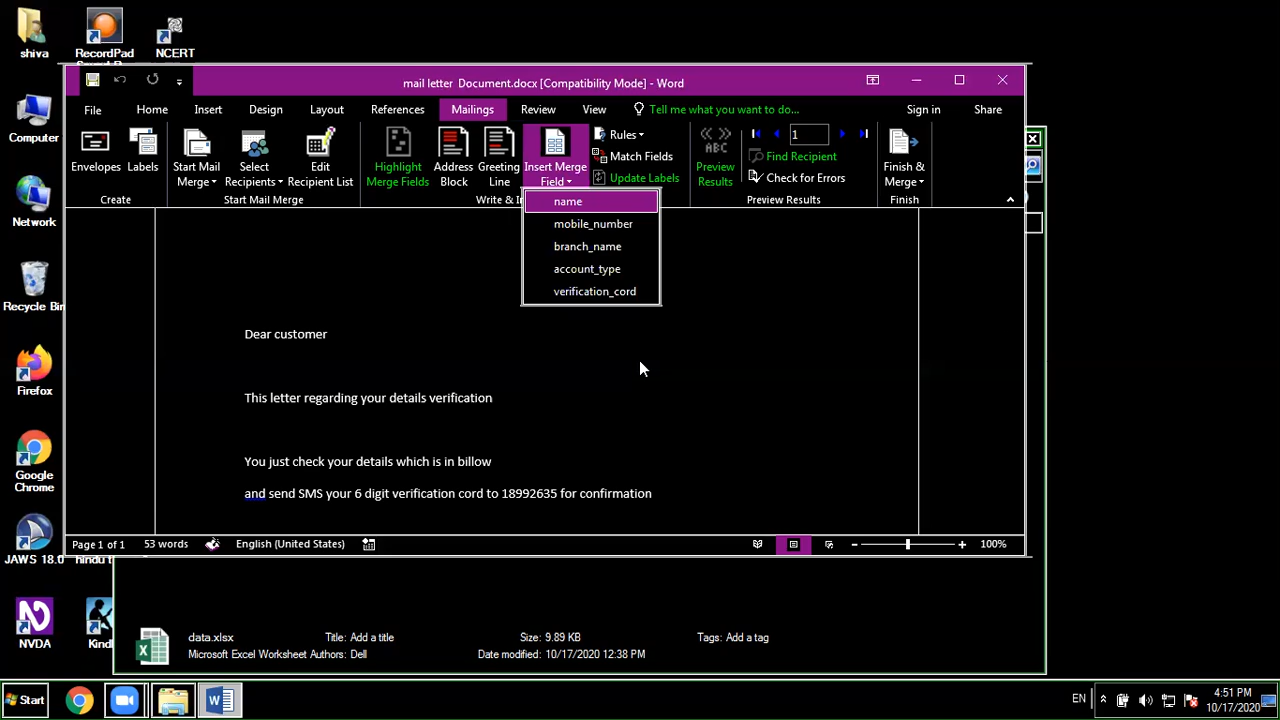 shiva
RecordPad
NCERT
Computer
Network
Recycle Bin
Firefox
Google
Chrome
JAWS 18.0
NVDA
Kindl
mail letter Document.docx [Compatibility Mode] - Word
File
Home
Insert
Design
Layout
References
Mailings
Review
View
Tell me what you want to do...
Sign in
Share
Envelopes
Labels
Start Mail
Merge
Select
Recipients
Edit
Recipient List
Highlight
Merge Fields
Address
Block
Greeting
Line
Insert Merge
Field
Rules
Match Fields
Update Labels
ABC
Preview
Results
1
Find Recipient
Check for Errors
Finish &
Merge
Create
Start Mail Merge
Write & In
Preview Results
Finish
name
mobile_number
branch_name
account_type
verification_cord
Dear customer
This letter regarding your details verification
You just check your details which is in billow
and send SMS your 6 digit verification cord to 18992635 for confirmation
Page 1 of 1
53 words
English (United States)
100%
data.xlsx
Title: Add a title
Size: 9.89 KB
Tags: Add a tag
Microsoft Excel Worksheet
Authors: Dell
Date modified: 10/17/2020 12:38 PM
Start
EN
4:51 PM
10/17/2020